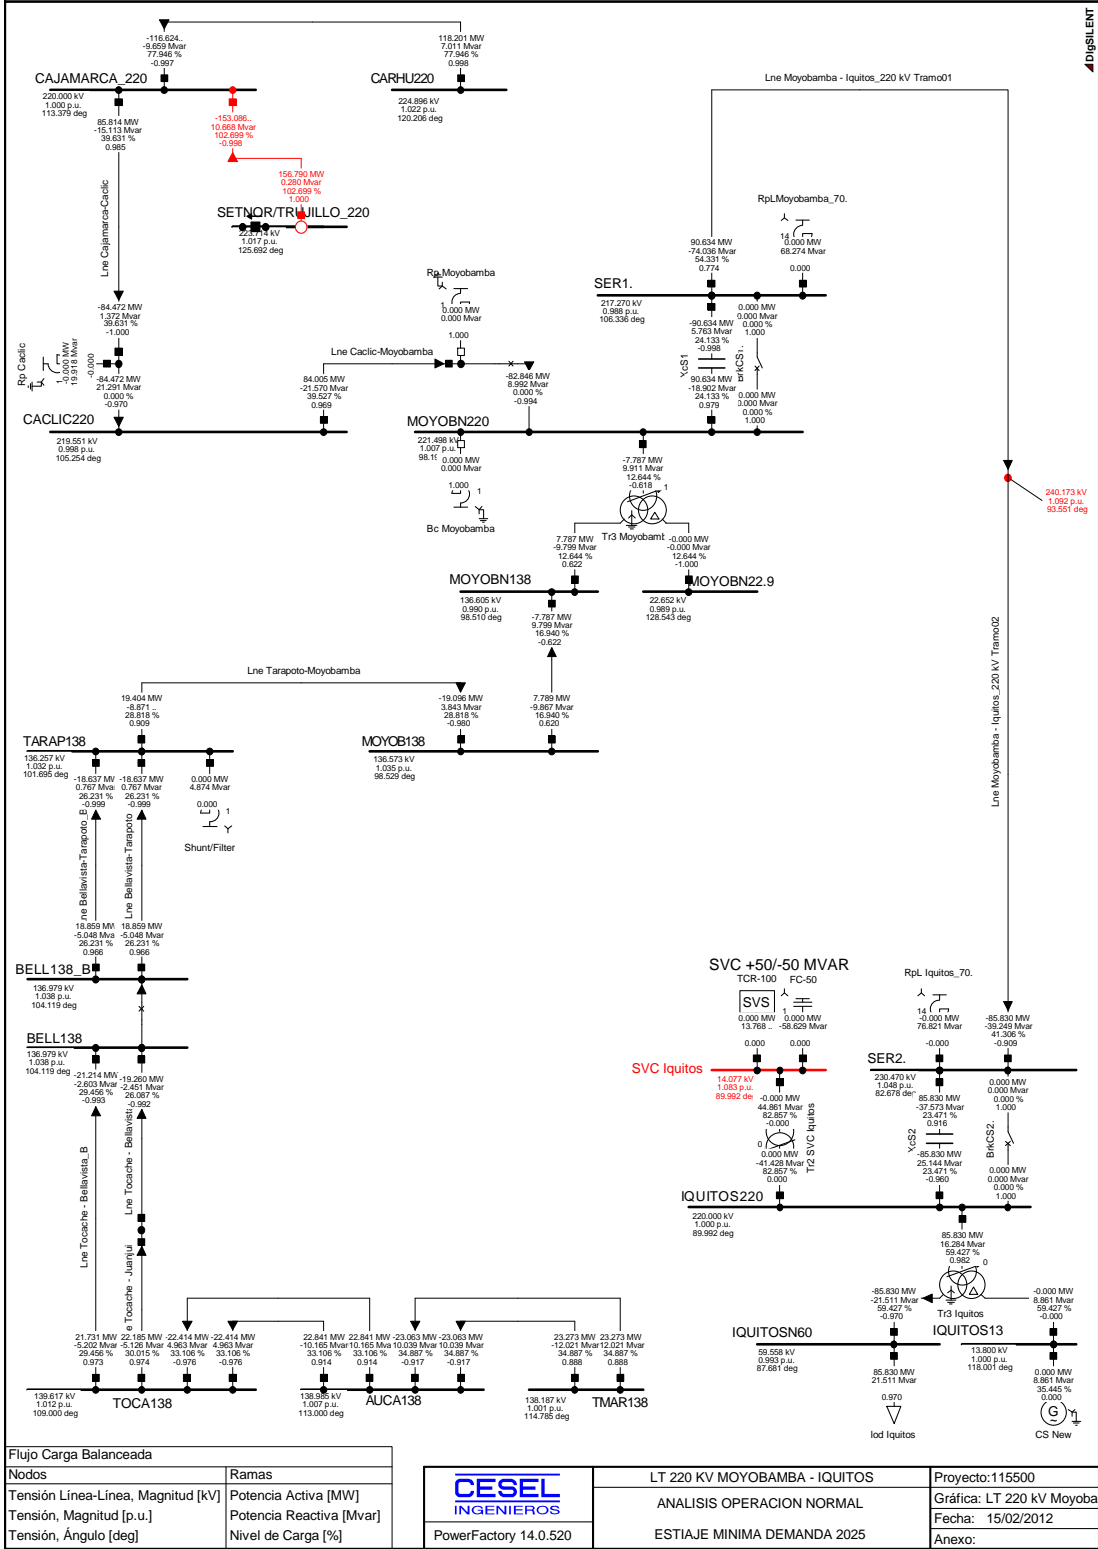 DIgSILENT
-116.624..
-9.659 Mvar
77.946 %
-0.997
118.201 MW
7.011 Mvar
77.946 %
0.998
CAJAMARCA_220
220.000 kV
1.000 p.u.
113.379 deg
CARHU220
224.896 kV
1.022 p.u.
120.206 deg
Lne Moyobamba - Iquitos_220 kV Tramo01
85.814 MW
-15.113 Mvar
39.631 %
0.985
-153.086..
10.668 Mvar
102.699 %
-0.998
156.790 MW
0.280 Mvar
102.699 %
1.000
SETNOR/TRUJILLO_220
223.714 kV
1.017 p.u.
125.692 deg
Lne Cajamarca-Caclic
RpLMoyobamba_70.
14
0.000 MW
68.274 Mvar
0.000
90.634 MW
-74.036 Mvar
54.331 %
0.774
SER1.
217.270 kV
0.988 p.u.
106.336 deg
Rp Moyobamba
1
0.000 MW
0.000 Mvar
1.000
-84.472 MW
1.372 Mvar
39.631 %
-1.000
Rp Caclic
1
-0.000 MW
19.918 Mvar
-0.000
-84.472 MW
21.291 Mvar
0.000 %
-0.970
Lne Caclic-Moyobamba
84.005 MW
-21.570 Mvar
39.527 %
0.969
-82.846 MW
8.992 Mvar
0.000 %
-0.994
-90.634 MW
5.763 Mvar
24.133 %
-0.998
XcS1
90.634 MW
-18.902 Mvar
24.133 %
0.979
0.000 MW
0.000 Mvar
0.000 %
1.000
BrkCS1.
0.000 MW
0.000 Mvar
0.000 %
1.000
CACLIC220
219.551 kV
0.998 p.u.
105.254 deg
MOYOBN220
221.498 kV
1.007 p.u.
0.000 MW
0.000 Mvar
1.000
1
Bc Moyobamba
-7.787 MW
9.911 Mvar
12.644 %
-0.618
1
Tr3 Moyobamt
240.173 kV
1.092 p.u.
93.551 deg
7.787 MW
-9.799 Mvar
12.644 %
0.622
-0.000 MW
-0.000 Mvar
12.644 %
-1.000
MOYOBN138
136.605 kV
0.990 p.u.
98.510 deg
MOYOBN22.9
22.652 kV
0.989 p.u.
128.543 deg
-7.787 MW
9.799 Mvar
16.940 %
-0.622
Lne Moyobamba - Iquitos_220 kV Tramo02
Lne Tarapoto-Moyobamba
19.404 MW
-8.871 ..
28.818 %
0.909
-19.096 MW
3.843 Mvar
28.818 %
-0.980
7.789 MW
-9.867 Mvar
16.940 %
0.620
TARAP138
136.257 kV
1.032 p.u.
101.695 deg
MOYOB138
136.573 kV
1.035 p.u.
98.529 deg
-18.637 MW
0.767 Mvar
26.231 %
-0.999
-18.637 MW
0.767 Mvar
26.231 %
-0.999
0.000 MW
4.874 Mvar
0.000
1
Shunt/Filter
ne Bellavista-Tarapoto_B
Lne Bellavista-Tarapoto
18.859 MW
-5.048 Mva
26.231 %
0.966
18.859 MW
-5.048 Mvar
26.231 %
0.966
BELL138_B
136.979 kV
1.038 p.u.
104.119 deg
BELL138
136.979 kV
1.038 p.u.
104.119 deg
-21.214 MW
-2.603 Mvar
29.456 %
-0.993
-19.260 MW
-2.451 Mvar
26.087 %
-0.992
Lne Tocache - Bellavista_B
Lne Tocache - Bellavista
e Tocache - Juanjui
SVC +50/-50 MVAR
TCR-100
FC-50
SVS
0.000 MW
13.768 ..
0.000
1
0.000 MW
-58.629 Mvar
0.000
SVC Iquitos
14.077 kV
1.083 p.u.
89.992 deg
-0.000 MW
44.861 Mvar
82.857 %
-0.000
0
Tr2 SVC Iquitos
0.000 MW
-41.428 Mvar
82.857 %
0.000
RpL Iquitos_70.
14
-0.000 MW
76.821 Mvar
-0.000
-85.830 MW
-39.249 Mvar
41.306 %
-0.909
SER2.
230.470 kV
1.048 p.u.
82.678 deg
85.830 MW
-37.573 Mvar
23.471 %
0.916
XcS2
-85.830 MW
25.144 Mvar
23.471 %
-0.960
0.000 MW
0.000 Mvar
0.000 %
1.000
BrkCS2.
0.000 MW
0.000 Mvar
0.000 %
1.000
IQUITOS220
220.000 kV
1.000 p.u.
89.992 deg
85.830 MW
16.284 Mvar
59.427 %
0.982
0
Tr3 Iquitos
-85.830 MW
-21.511 Mvar
59.427 %
-0.970
-0.000 MW
8.861 Mvar
59.427 %
-0.000
IQUITOSN60
59.558 kV
0.993 p.u.
87.681 deg
IQUITOS13
13.800 kV
1.000 p.u.
118.001 deg
85.830 MW
21.511 Mvar
0.970
lod Iquitos
0.000 MW
8.861 Mvar
35.445 %
0.000
G
CS New
21.731 MW
-5.202 Mvar
29.456 %
0.973
22.185 MW
-5.126 Mvar
30.015 %
0.974
-22.414 MW
4.963 Mvar
33.106 %
-0.976
-22.414 MW
4.963 Mvar
33.106 %
-0.976
22.841 MW
-10.165 Mvar
33.106 %
0.914
22.841 MW
-10.165 Mvar
33.106 %
0.914
-23.063 MW
10.039 Mvar
34.887 %
-0.917
-23.063 MW
10.039 Mvar
34.887 %
-0.917
23.273 MW
-12.021 Mvar
34.887 %
0.888
23.273 MW
12.021 Mvar
34.887 %
0.888
TOCA138
139.617 kV
1.012 p.u.
109.000 deg
AUCA138
138.985 kV
1.007 p.u.
113.000 deg
TMAR138
138.187 kV
1.001 p.u.
114.785 deg
Flujo Carga Balanceada
Nodos
Ramas
Tensión Línea-Línea, Magnitud [kV]
Potencia Activa [MW]
Tensión, Magnitud [p.u.]
Potencia Reactiva [Mvar]
Tensión, Ángulo [deg]
Nivel de Carga [%]
CESEL
INGENIEROS
PowerFactory 14.0.520
LT 220 KV MOYOBAMBA - IQUITOS
ANALISIS OPERACION NORMAL
ESTIAJE MINIMA DEMANDA 2025
Proyecto:115500
Gráfica: LT 220 kV Moyoba
Fecha: 15/02/2012
Anexo: